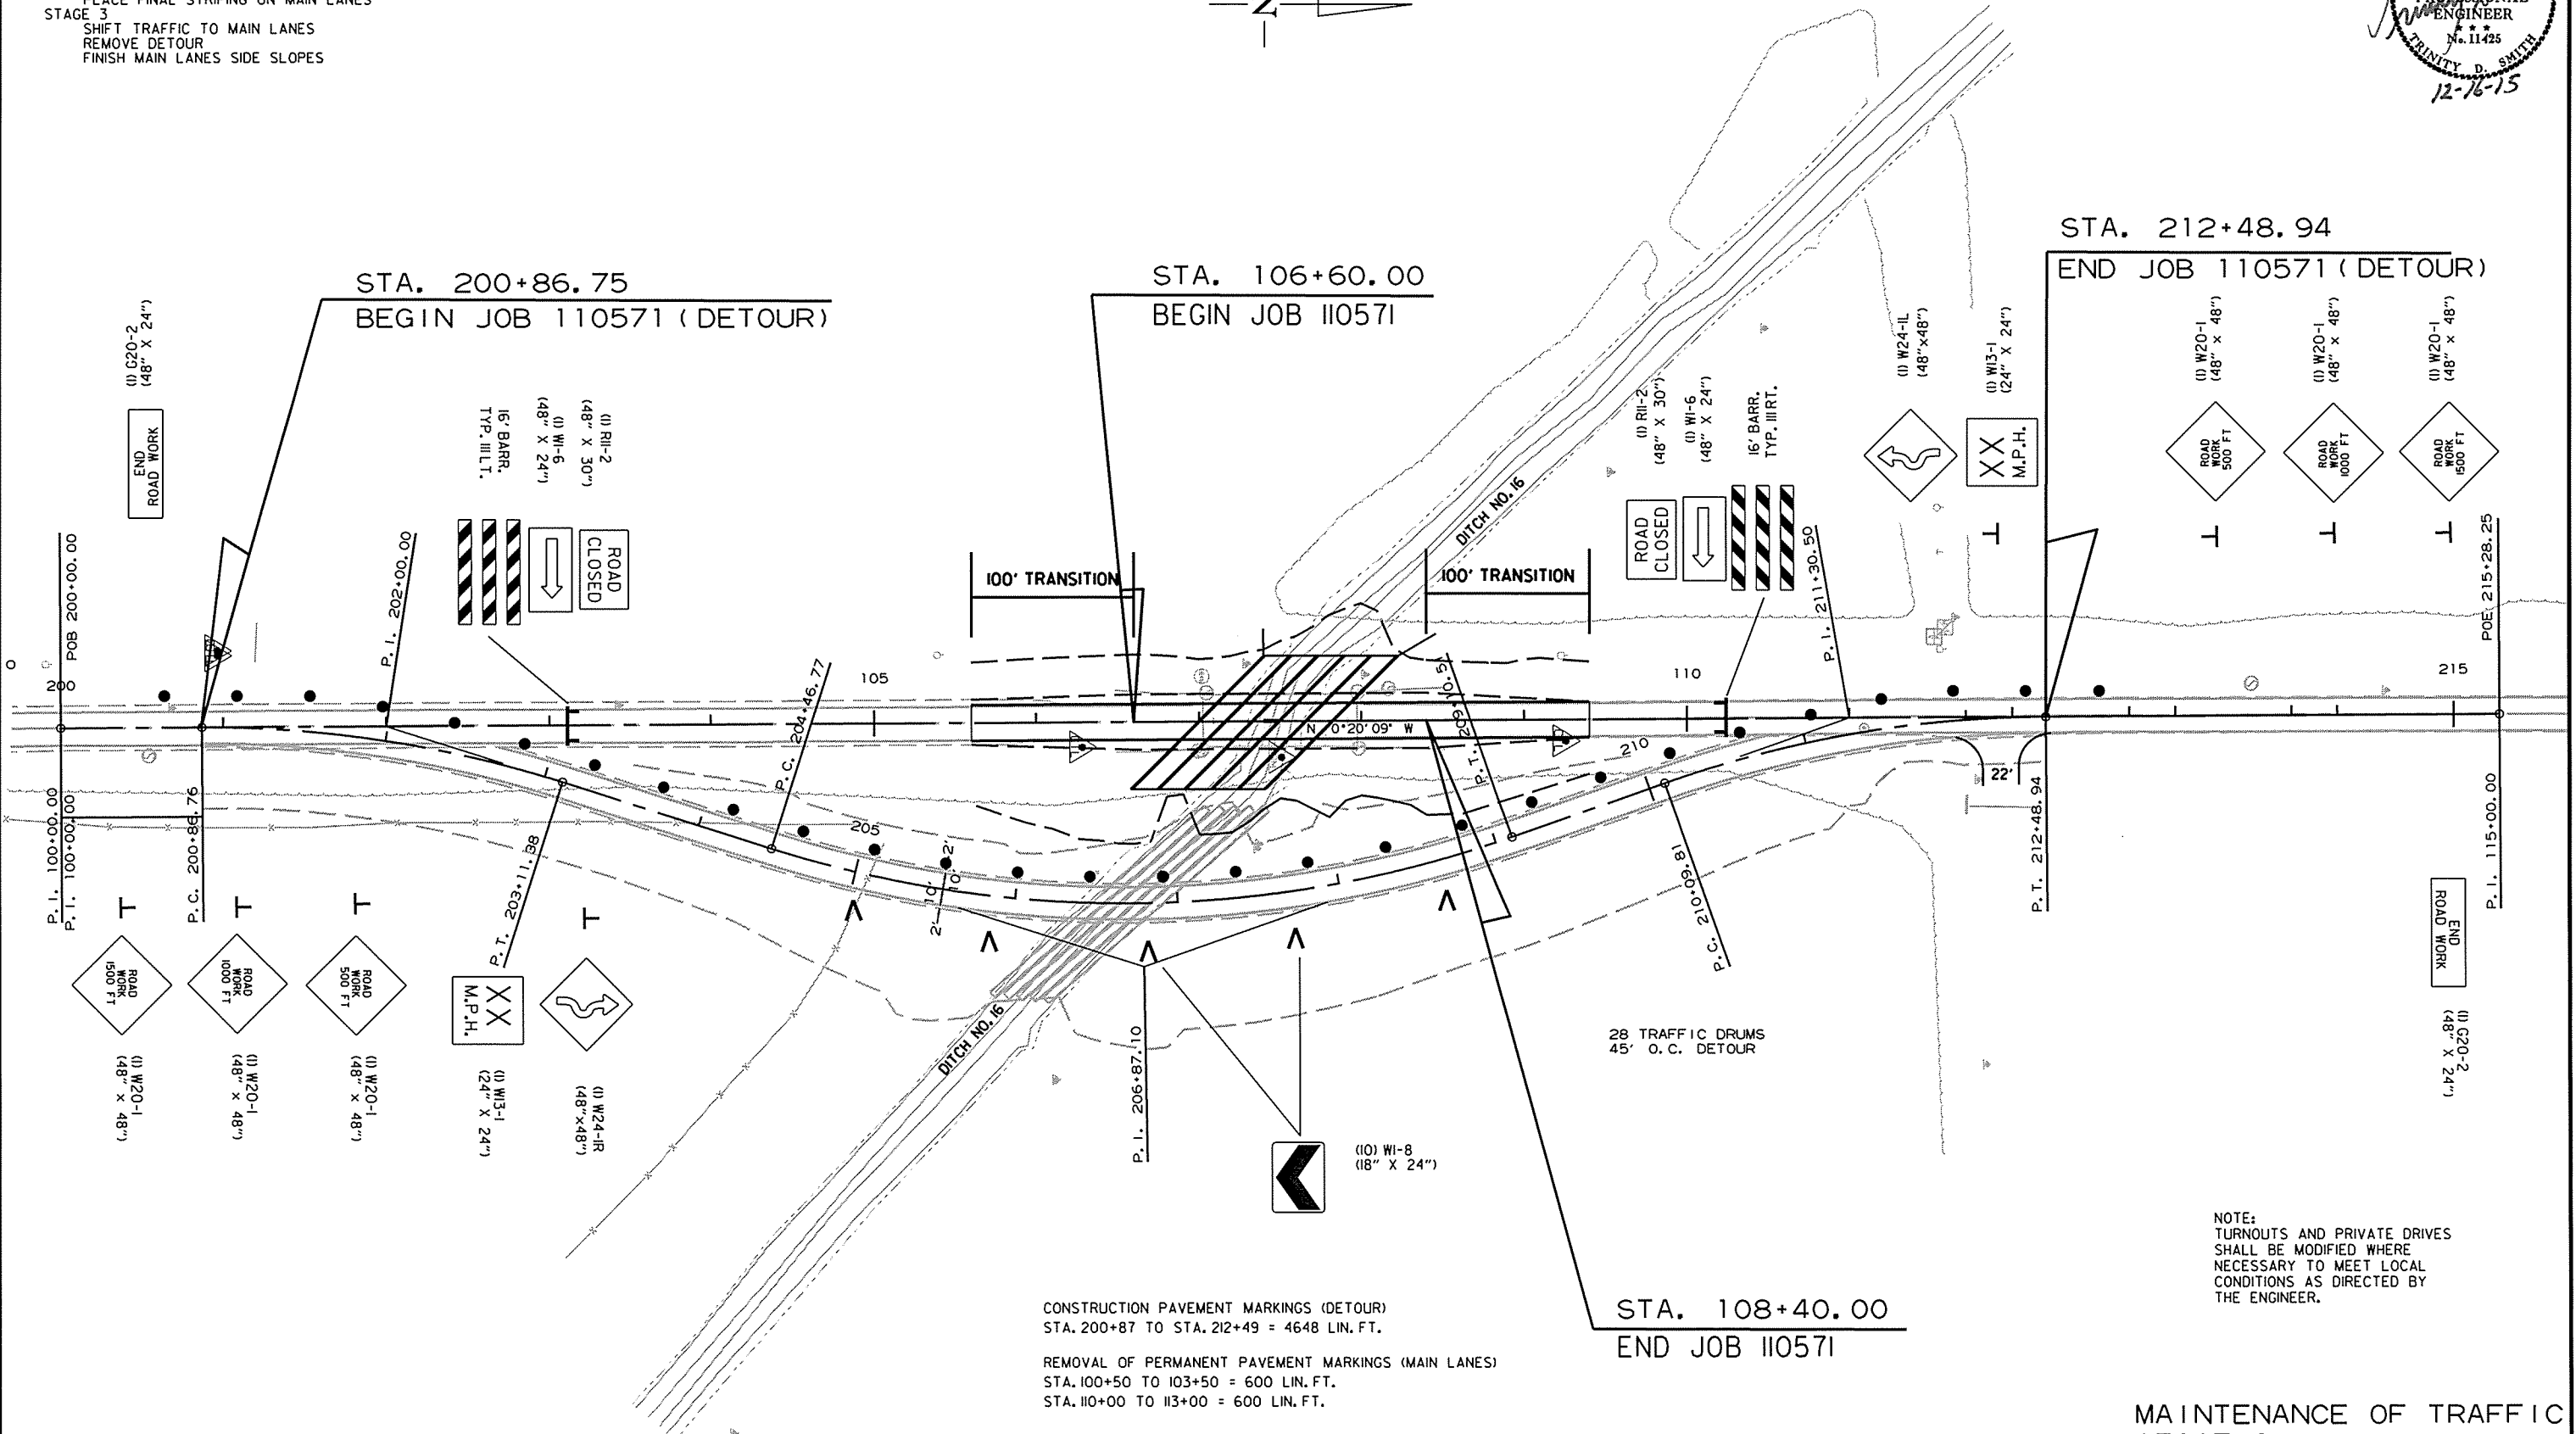 PLACE FINAL STRIPING ON MAIN LANES
STAGE 3
SHIFT TRAFFIC TO MAIN LANES
REMOVE DETOUR
FINISH MAIN LANES SIDE SLOPES
N
ENGINEER
No. 11425
TRINITY D. SMITH
12-16-15
STA. 200+86.75
BEGIN JOB 110571 (DETOUR)
STA. 106+60.00
BEGIN JOB 110571
STA. 212+48.94
END JOB 110571 (DETOUR)
(1) G20-2
(48" X 24")
END
ROAD WORK
16' BARR.
TYP. III LT.
(1) W1-6
(48" X 24")
(1) R11-2
(48" X 30")
ROAD
CLOSED
(1) R11-2
(48" X 30")
(1) W1-6
(48" X 24")
16' BARR.
TYP. III RT.
ROAD
CLOSED
(1) W24-1L
(48"x48")
(1) W13-1
(24" X 24")
XX
M.P.H.
(1) W20-1
(48" x 48")
(1) W20-1
(48" x 48")
(1) W20-1
(48" x 48")
ROAD
WORK
500 FT
ROAD
WORK
1000 FT
ROAD
WORK
1500 FT
DITCH NO. 16
100' TRANSITION
100' TRANSITION
POB 200+00.00
P.I. 202+00.00
P.C. 204+46.77
P.I. 211+30.50
POE 215+28.25
200
105
110
215
N 0°20'09" W
P.T. 209+10.51
210
205
22'
P.I. 100+00.00
P.I. 100+00.00
P.C. 200+86.76
P.T. 203+11.38
2' 10' 10' 2'
P.C. 210+09.81
P.T. 212+48.94
P.I. 115+00.00
P.I. 206+87.10
DITCH NO. 16
ROAD
WORK
1500 FT
ROAD
WORK
1000 FT
ROAD
WORK
500 FT
XX
M.P.H.
(1) W20-1
(48" x 48")
(1) W20-1
(48" x 48")
(1) W20-1
(48" x 48")
(1) W13-1
(24" X 24")
(1) W24-1R
(48"x48")
28 TRAFFIC DRUMS
45' O.C. DETOUR
END
ROAD WORK
(1) G20-2
(48" X 24")
(10) W1-8
(18" X 24")
NOTE:
TURNOUTS AND PRIVATE DRIVES
SHALL BE MODIFIED WHERE
NECESSARY TO MEET LOCAL
CONDITIONS AS DIRECTED BY
THE ENGINEER.
CONSTRUCTION PAVEMENT MARKINGS (DETOUR)
STA. 200+87 TO STA. 212+49 = 4648 LIN. FT.
REMOVAL OF PERMANENT PAVEMENT MARKINGS (MAIN LANES)
STA. 100+50 TO 103+50 = 600 LIN. FT.
STA. 110+00 TO 113+00 = 600 LIN. FT.
STA. 108+40.00
END JOB 110571
MAINTENANCE OF TRAFFIC